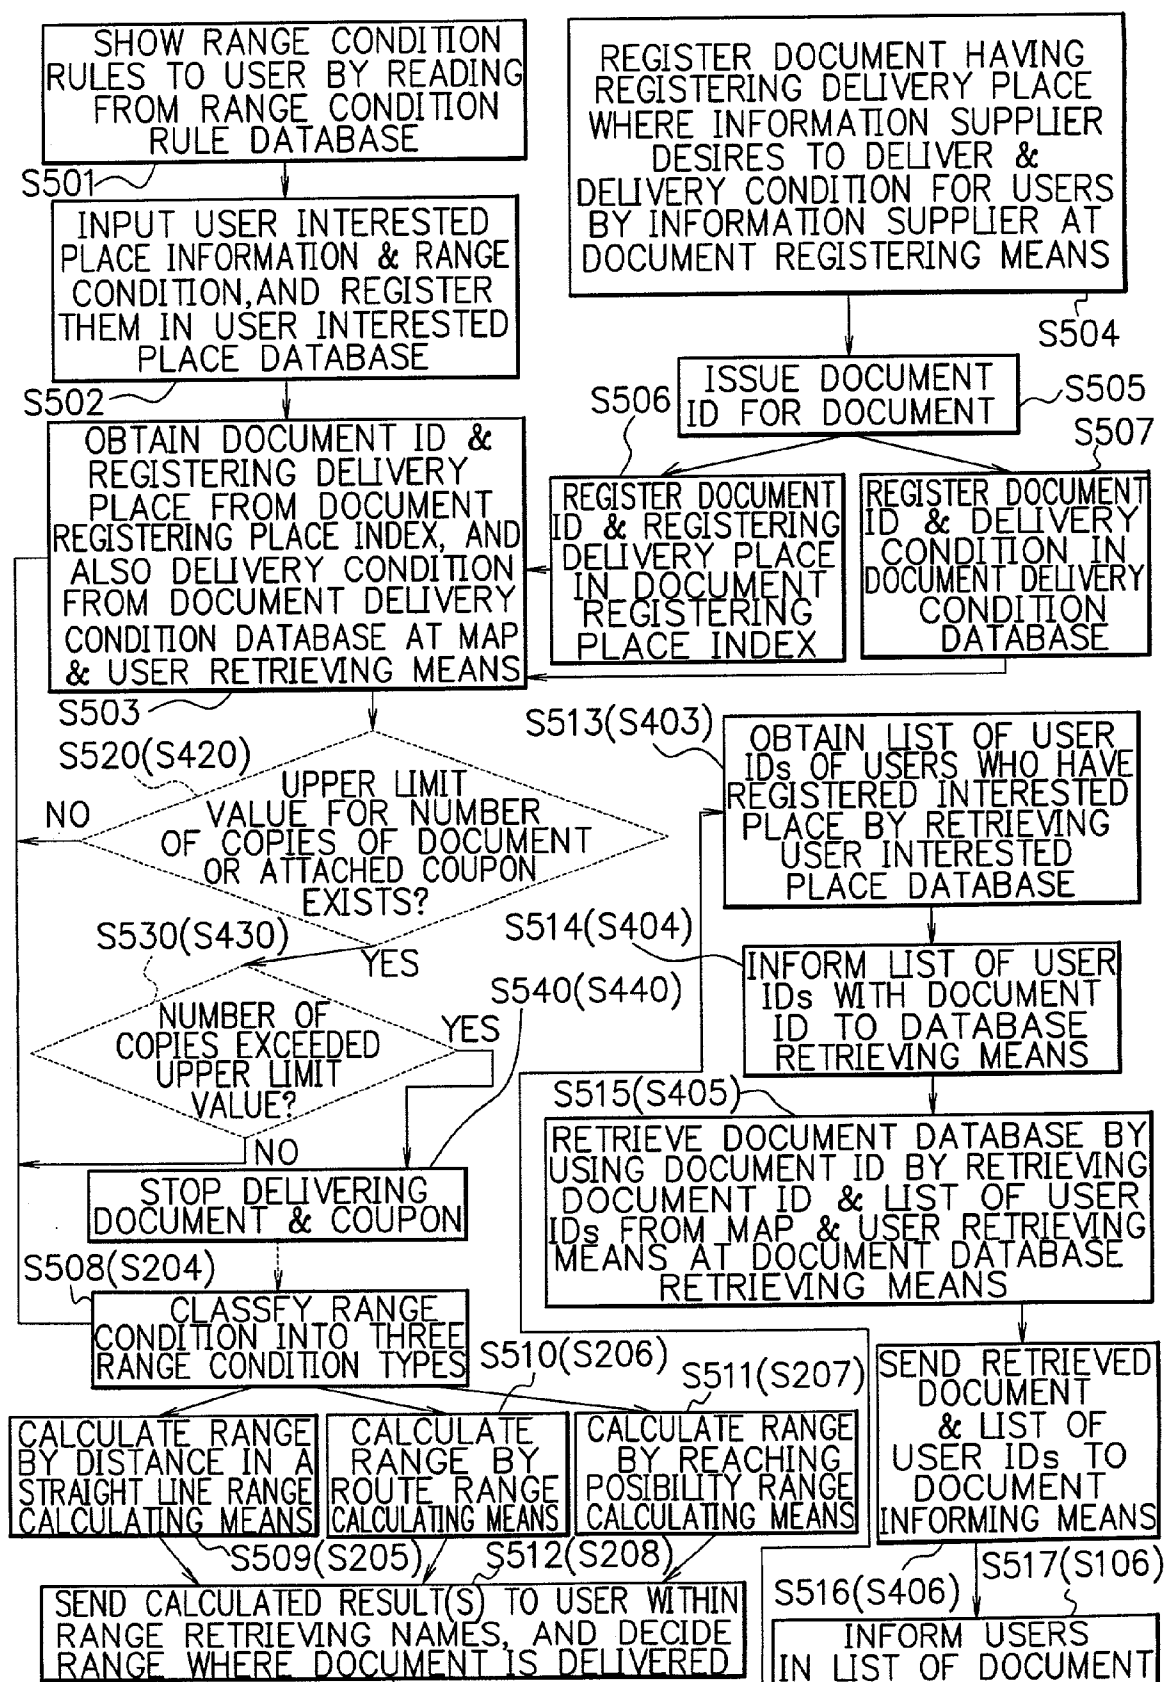 SHOW RANGE CONDITION
RULES TO USER BY READING
FROM RANGE CONDITION
RULE DATABASE
S501
INPUT USER INTERESTED
PLACE INFORMATION & RANGE
CONDITION,AND REGISTER
THEM IN USER INTERESTED
PLACE DATABASE
S502
OBTAIN DOCUMENT ID &
REGISTERING DELIVERY
PLACE FROM DOCUMENT
REGISTERING PLACE INDEX, AND
ALSO DELIVERY CONDITION
FROM DOCUMENT DELIVERY
CONDITION DATABASE AT MAP
& USER RETRIEVING MEANS
S503
REGISTER DOCUMENT HAVING
REGISTERING DELIVERY PLACE
WHERE INFORMATION SUPPLIER
DESIRES TO DELIVER &
DELIVERY CONDITION FOR USERS
BY INFORMATION SUPPLIER AT
DOCUMENT REGISTERING MEANS
S504
ISSUE DOCUMENT
ID FOR DOCUMENT
S505
S506
REGISTER DOCUMENT
ID & REGISTERING
DELIVERY PLACE
IN DOCUMENT
REGISTERING
PLACE INDEX
S507
REGISTER DOCUMENT
ID & DELIVERY
CONDITION IN
DOCUMENT DELIVERY
CONDITION
DATABASE
S520(S420)
UPPER LIMIT
VALUE FOR NUMBER
OF COPIES OF DOCUMENT
OR ATTACHED COUPON
EXISTS?
NO
YES
S530(S430)
NUMBER OF
COPIES EXCEEDED
UPPER LIMIT
VALUE?
YES
NO
S540(S440)
STOP DELIVERING
DOCUMENT & COUPON
S508(S204)
CLASSFY RANGE
CONDITION INTO THREE
RANGE CONDITION TYPES
S510(S206)
S511(S207)
CALCULATE RANGE
BY DISTANCE IN A
STRAIGHT LINE RANGE
CALCULATING MEANS
CALCULATE
RANGE BY
ROUTE RANGE
CALCULATING MEANS
CALCULATE RANGE
BY REACHING
POSIBILITY RANGE
CALCULATING MEANS
S509(S205)
S512(S208)
SEND CALCULATED RESULT(S) TO USER WITHIN
RANGE RETRIEVING NAMES, AND DECIDE
RANGE WHERE DOCUMENT IS DELIVERED
S513(S403)
OBTAIN LIST OF USER
IDs OF USERS WHO HAVE
REGISTERED INTERESTED
PLACE BY RETRIEVING
USER INTERESTED
PLACE DATABASE
S514(S404)
INFORM LIST OF USER
IDs WITH DOCUMENT
ID TO DATABASE
RETRIEVING MEANS
S515(S405)
RETRIEVE DOCUMENT DATABASE BY
USING DOCUMENT ID BY RETRIEVING
DOCUMENT ID & LIST OF USER
IDs FROM MAP & USER RETRIEVING
MEANS AT DOCUMENT DATABASE
RETRIEVING MEANS
SEND RETRIEVED
DOCUMENT
& LIST OF
USER IDs TO
DOCUMENT
INFORMING MEANS
S516(S406)
S517(S106)
INFORM USERS
IN LIST OF DOCUMENT